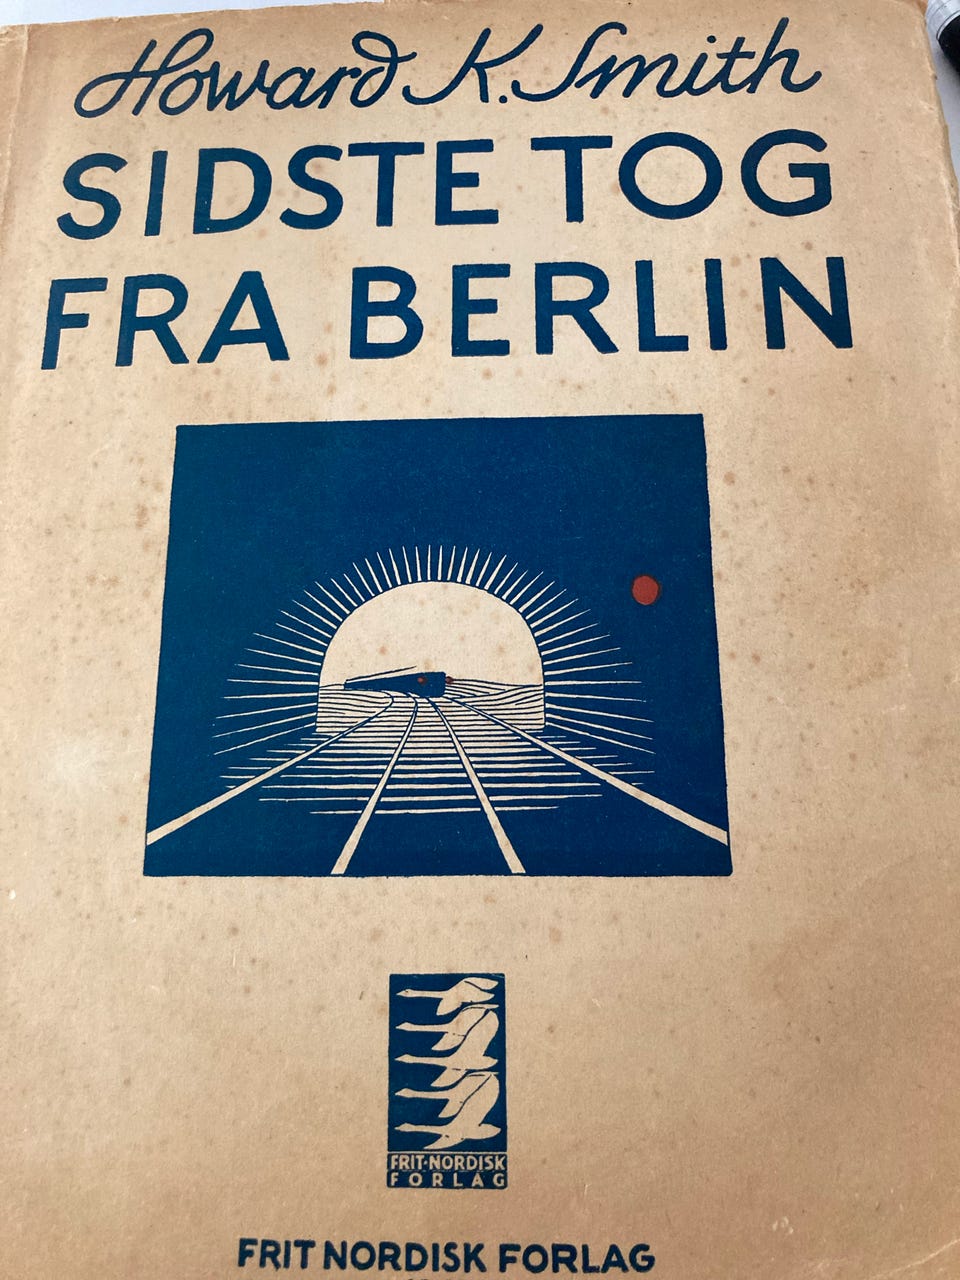 Howard K. Smith
SIDSTE TOG
FRA BERLIN
FRIT·NORDISK
FORLAG
FRIT NORDISK FORLAG